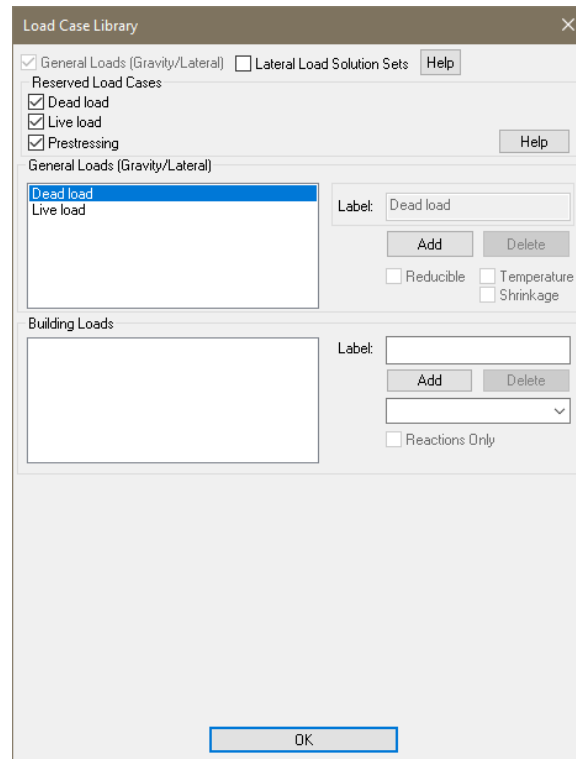 Load Case Library
General Loads (Gravity/Lateral) Lateral Load Solution Sets Help
Reserved Load Cases
Dead load
Live load
Prestressing Help
General Loads (Gravity/Lateral)
Dead load
Live load
Label: Dead load
Add Delete
Reducible Temperature
Shrinkage
Building Loads
Label:
Add Delete
Reactions Only
OK